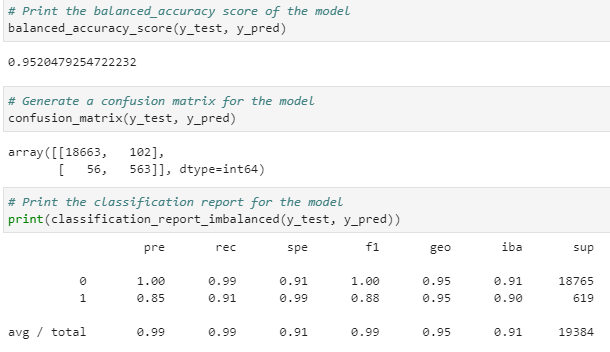 # Print the balanced_accuracy score of the model
balanced_accuracy_score(y_test, y_pred)
0.9520479254722232
# Generate a confusion matrix for the model
confusion_matrix(y_test, y_pred)
array([[18663,   102],
       [   56,   563]], dtype=int64)
# Print the classification report for the model
print(classification_report_imbalanced(y_test, y_pred))
                   pre       rec       spe        f1       geo       iba       sup
          0       1.00      0.99      0.91      1.00      0.95      0.91     18765
          1       0.85      0.91      0.99      0.88      0.95      0.90       619
avg / total       0.99      0.99      0.91      0.99      0.95      0.91     19384